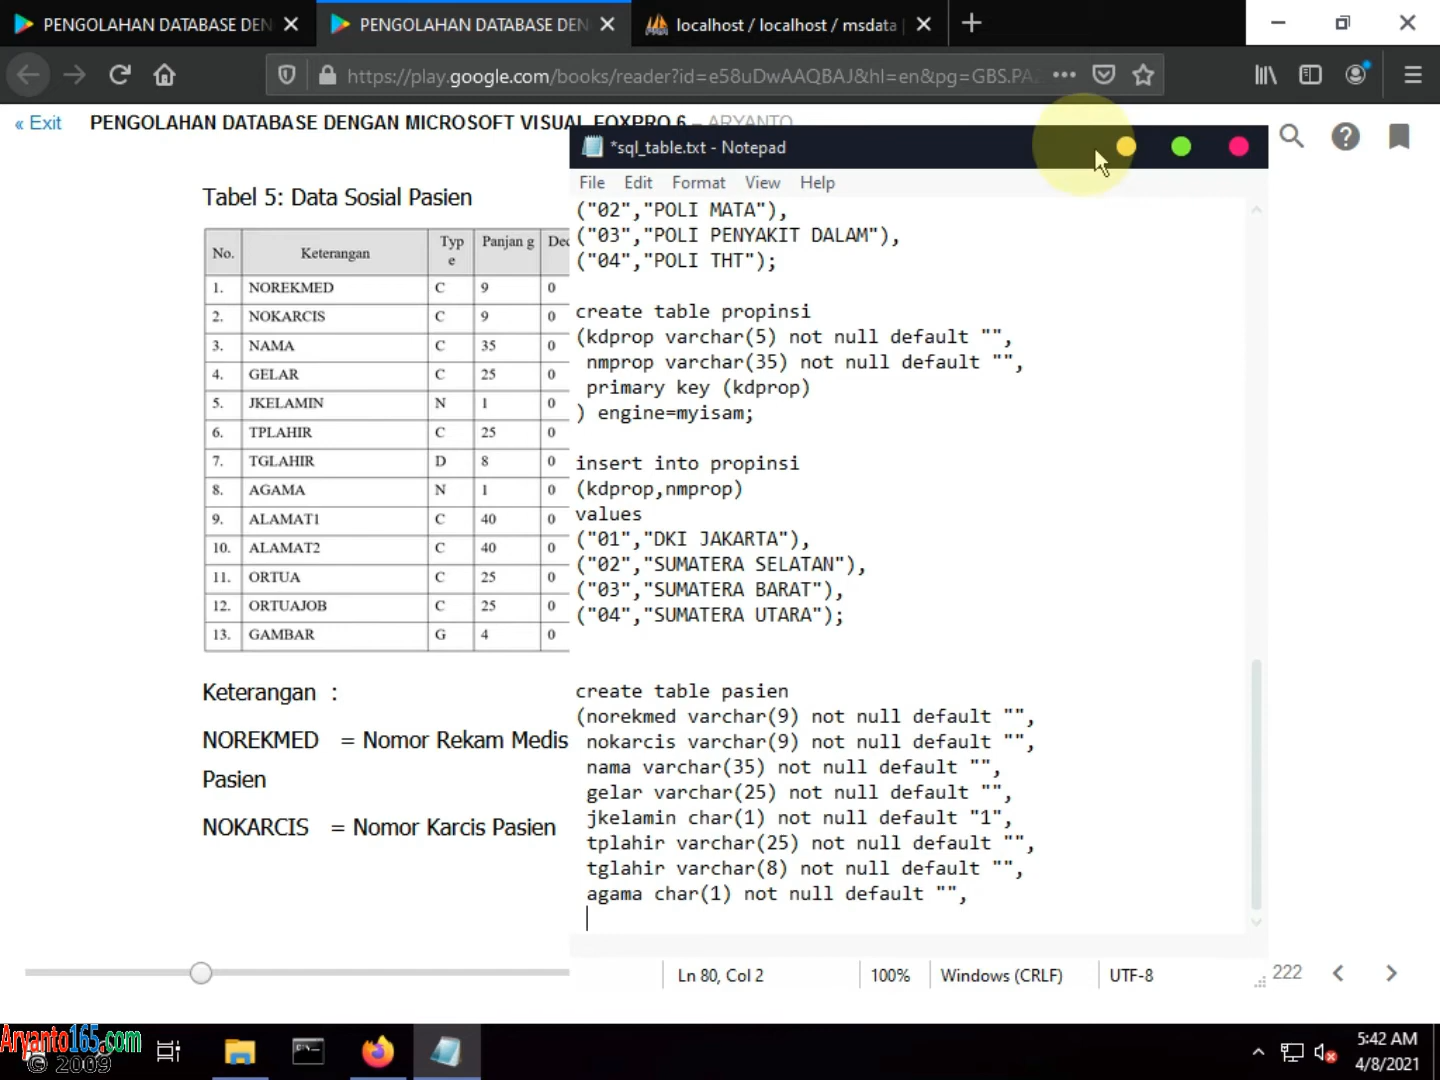 PENGOLAHAN DATABASE DEN
PENGOLAHAN DATABASE DEN
localhost / localhost / msdata |
https://play.google.com/books/reader?id=e58uDwAAQBAJ&hl=en&pg=GBS.PA
« Exit
PENGOLAHAN DATABASE DENGAN MICROSOFT VISUAL FOXPRO 6 – ARYANTO
Tabel 5: Data Sosial Pasien
No. Keterangan Typ e Panjan g Dec
1. NOREKMED C 9 0
2. NOKARCIS C 9 0
3. NAMA C 35 0
4. GELAR C 25 0
5. JKELAMIN N 1 0
6. TPLAHIR C 25 0
7. TGLAHIR D 8 0
8. AGAMA N 1 0
9. ALAMAT1 C 40 0
10. ALAMAT2 C 40 0
11. ORTUA C 25 0
12. ORTUAJOB C 25 0
13. GAMBAR G 4 0
Keterangan :
NOREKMED = Nomor Rekam Medis
Pasien
NOKARCIS = Nomor Karcis Pasien
*sql_table.txt - Notepad
File Edit Format View Help
("02","POLI MATA"),
("03","POLI PENYAKIT DALAM"),
("04","POLI THT");
create table propinsi
(kdprop varchar(5) not null default "",
nmprop varchar(35) not null default "",
primary key (kdprop)
) engine=myisam;
insert into propinsi
(kdprop,nmprop)
values
("01","DKI JAKARTA"),
("02","SUMATERA SELATAN"),
("03","SUMATERA BARAT"),
("04","SUMATERA UTARA");
create table pasien
(norekmed varchar(9) not null default "",
nokarcis varchar(9) not null default "",
nama varchar(35) not null default "",
gelar varchar(25) not null default "",
jkelamin char(1) not null default "1",
tplahir varchar(25) not null default "",
tglahir varchar(8) not null default "",
agama char(1) not null default "",
Ln 80, Col 2 100% Windows (CRLF) UTF-8
222
Aryanto165.com
© 2009
5:42 AM
4/8/2021